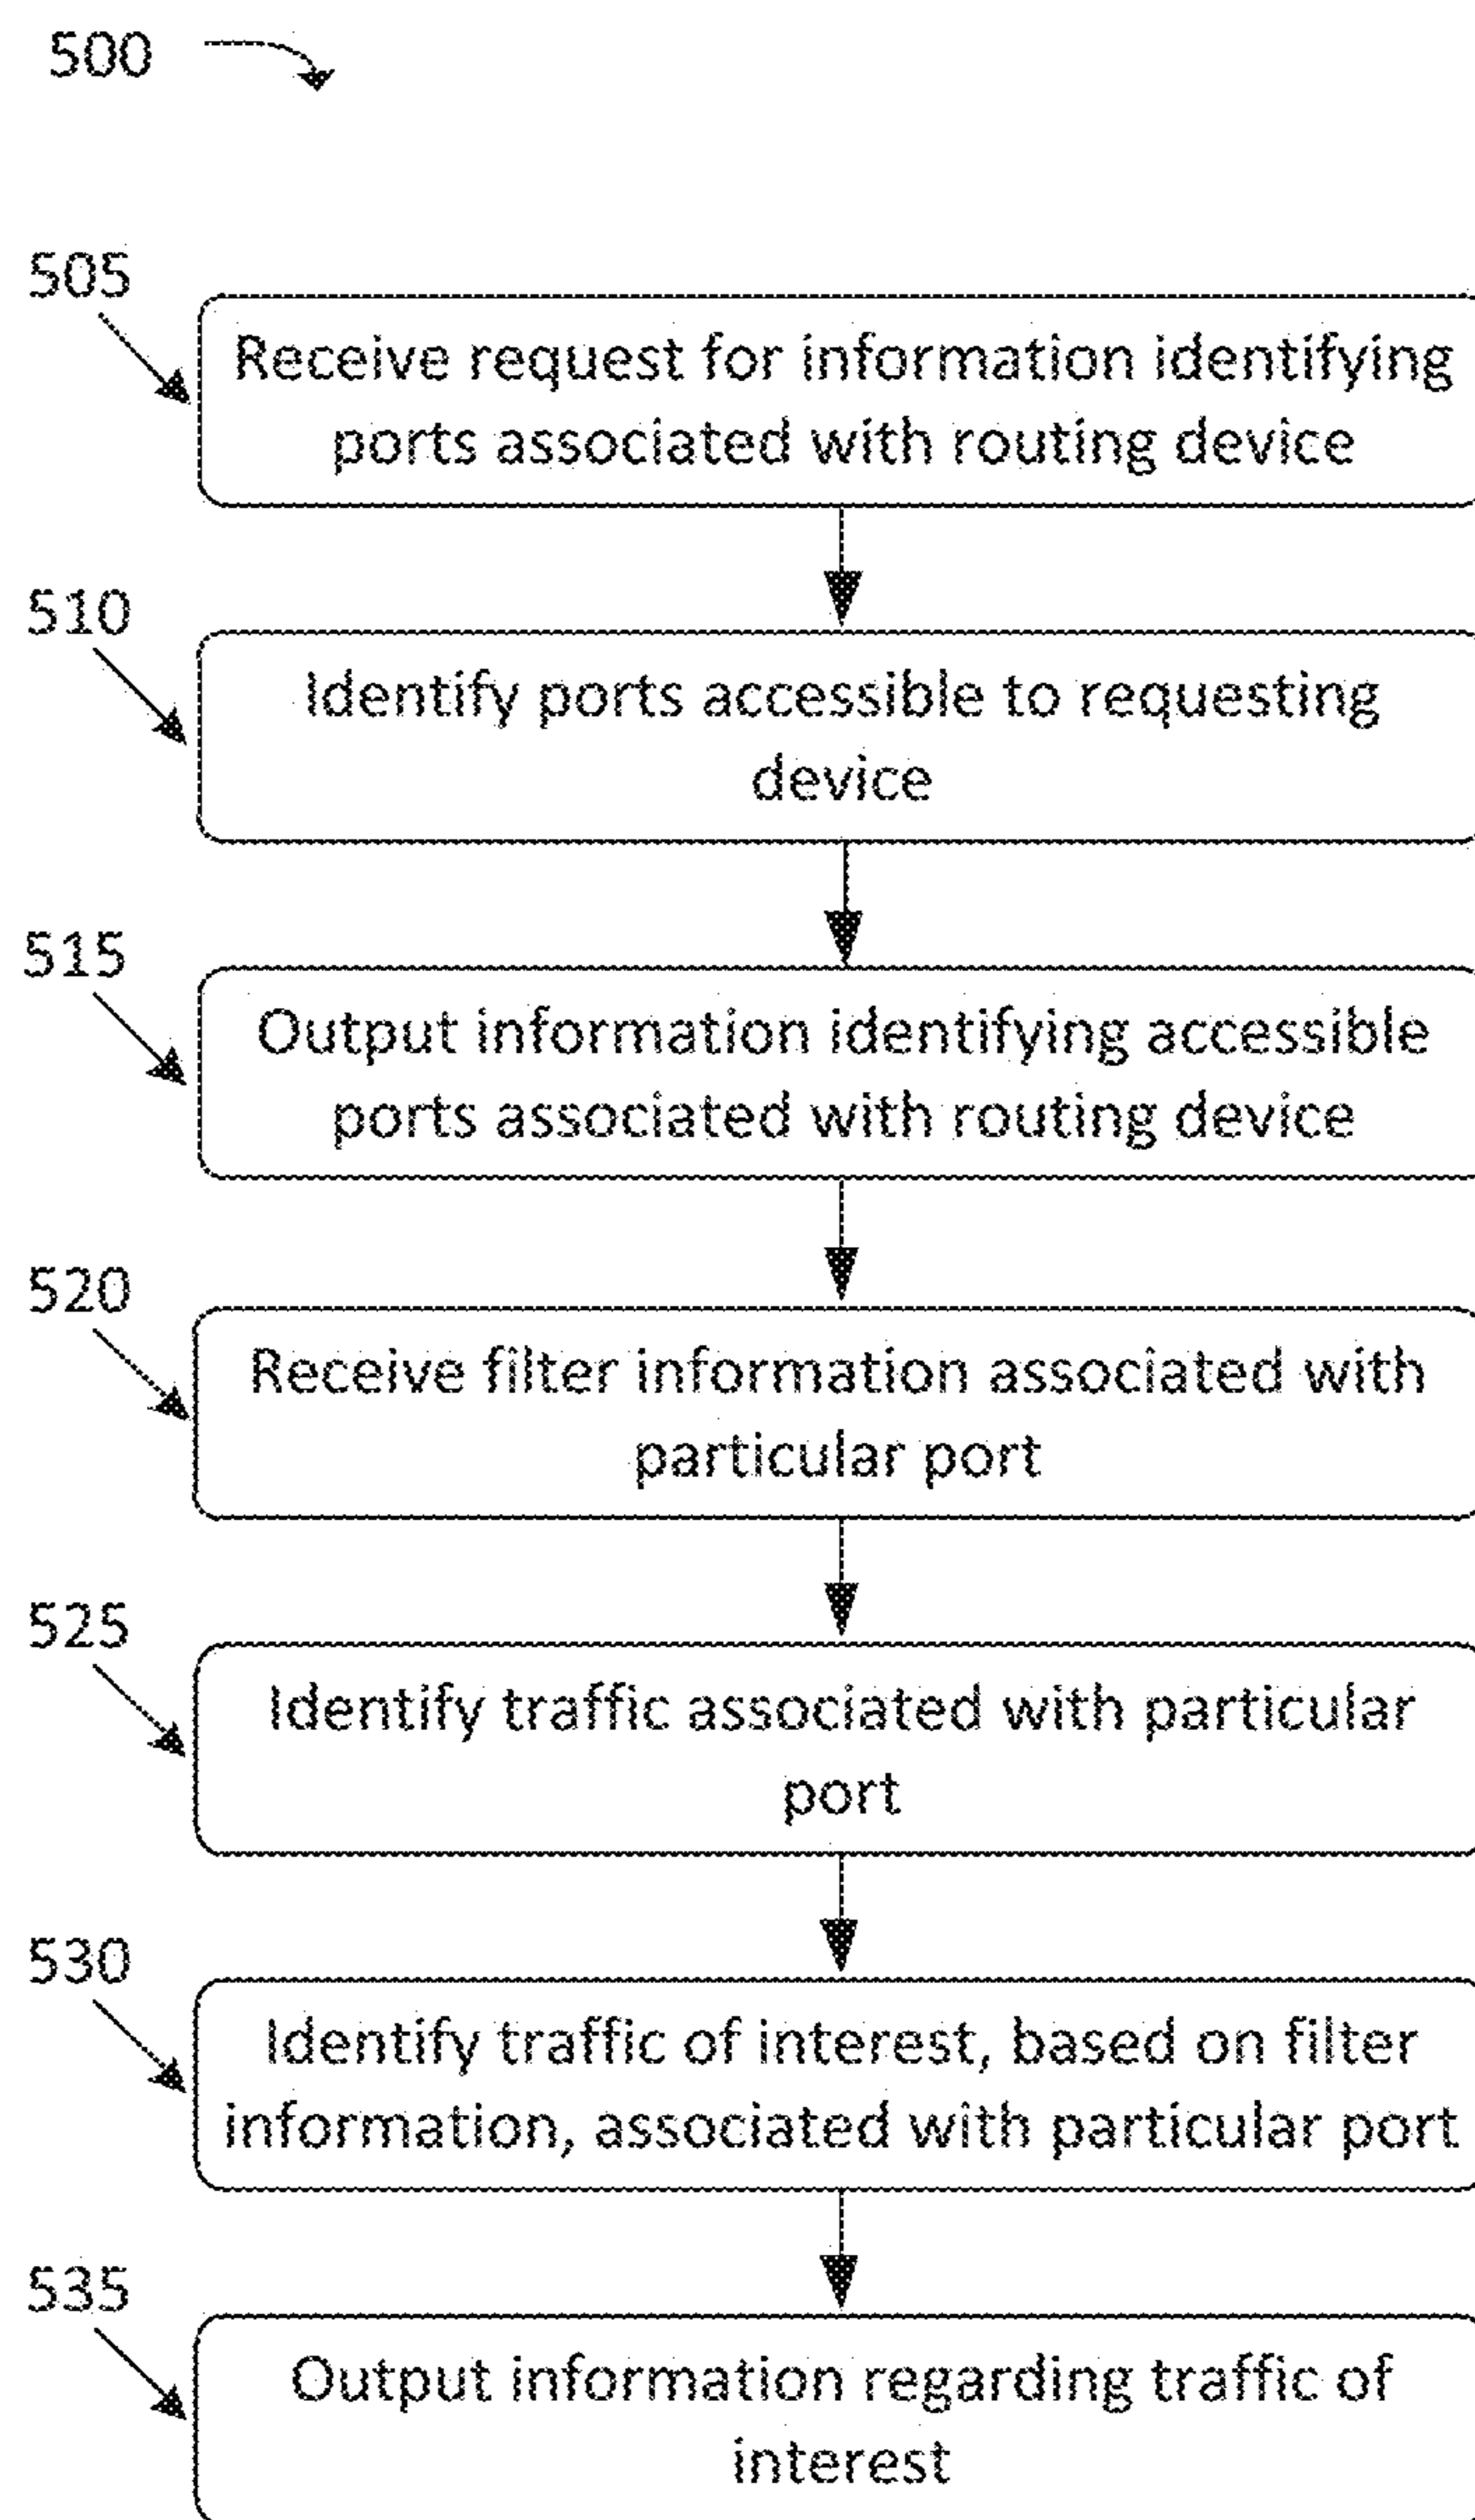 500
505
Receive request for information identifying
ports associated with routing device
510
Identify ports accessible to requesting
device
515
Output information identifying accessible
ports associated with routing device
520
Receive filter information associated with
particular port
525
Identify traffic associated with particular
port
530
Identify traffic of interest, based on filter
information, associated with particular port
535
Output information regarding traffic of
interest